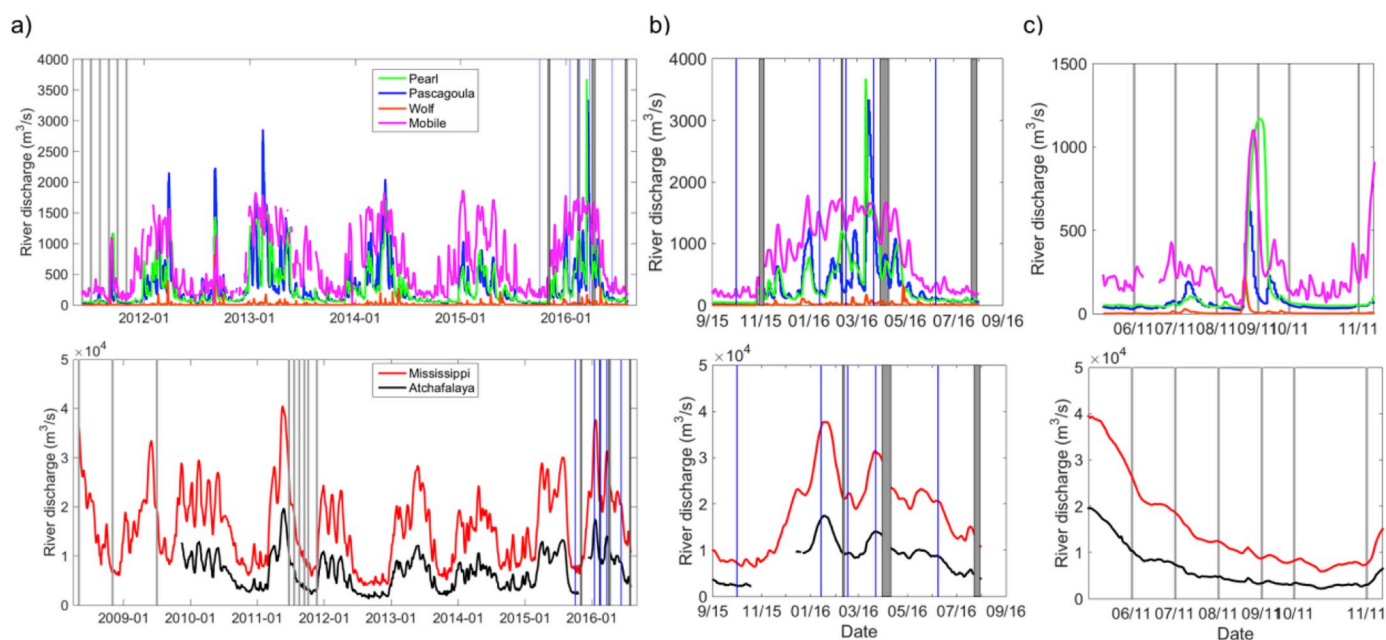 a)
River discharge (m³/s)
4000
3500
3000
2500
2000
1500
1000
500
0
Pearl
Pascagoula
Wolf
Mobile
2012-01 2013-01 2014-01 2015-01 2016-01
b)
River discharge (m³/s)
4000
3000
2000
1000
0
9/15 11/15 01/16 03/16 05/16 07/16 09/16
c)
River discharge (m³/s)
1500
1000
500
0
06/11 07/11 08/11 09/11 10/11 11/11
× 10⁴
River discharge (m³/s)
5
4
3
2
1
0
Mississippi
Atchafalaya
2009-01 2010-01 2011-01 2012-01 2013-01 2014-01 2015-01 2016-01
× 10⁴
River discharge (m³/s)
5
4
3
2
1
0
9/15 11/15 01/16 03/16 05/16 07/16 09/16
Date
× 10⁴
River discharge (m³/s)
5
4
3
2
1
0
06/11 07/11 08/11 09/11 10/11 11/11
Date